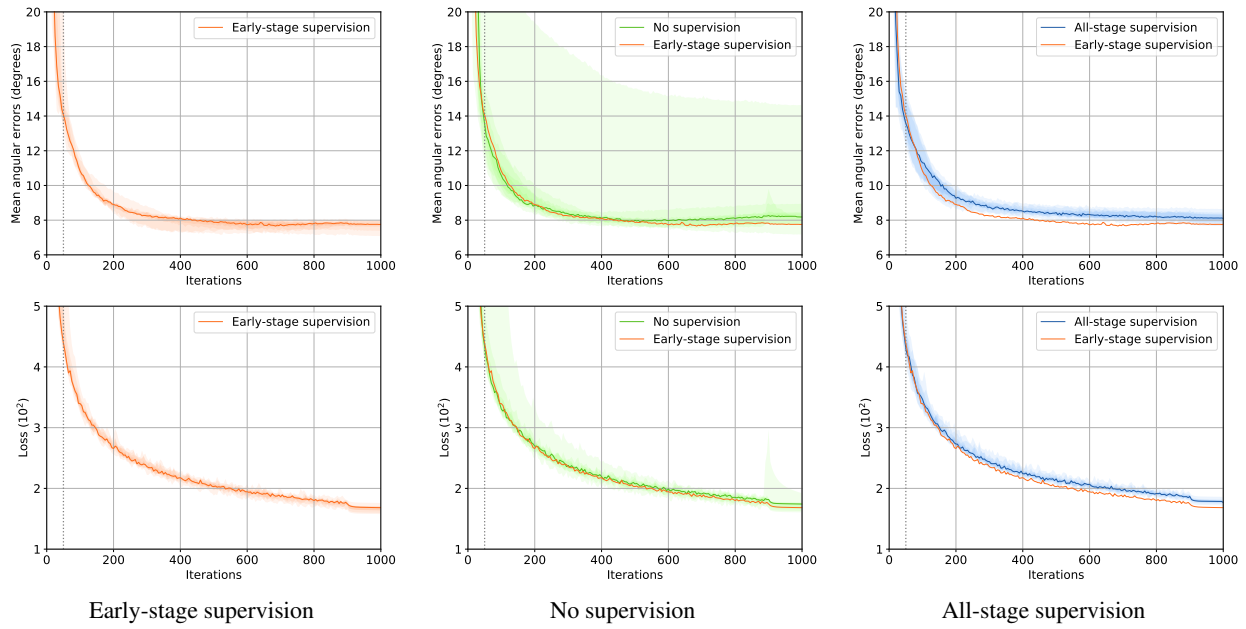 20
18
16
14
12
10
8
6
Mean angular errors (degrees)
Early-stage supervision
0 200 400 600 800 1000
Iterations
20
18
16
14
12
10
8
6
Mean angular errors (degrees)
No supervision
Early-stage supervision
0 200 400 600 800 1000
Iterations
20
18
16
14
12
10
8
6
Mean angular errors (degrees)
All-stage supervision
Early-stage supervision
0 200 400 600 800 1000
Iterations
5
4
3
2
1
Loss (10²)
Early-stage supervision
0 200 400 600 800 1000
Iterations
5
4
3
2
1
Loss (10²)
No supervision
Early-stage supervision
0 200 400 600 800 1000
Iterations
5
4
3
2
1
Loss (10²)
All-stage supervision
Early-stage supervision
0 200 400 600 800 1000
Iterations
Early-stage supervision
No supervision
All-stage supervision